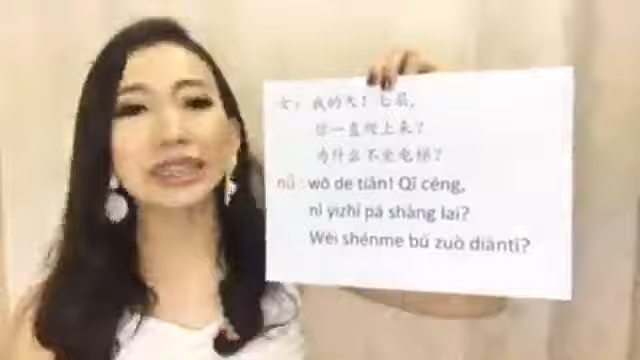 女：我的天！七层，
你一直爬上来？
为什么不坐电梯？
nǚ : wǒ de tiān! Qī céng,
nǐ yìzhí pá shàng lai?
Wèi shénme bú zuò diàntī?